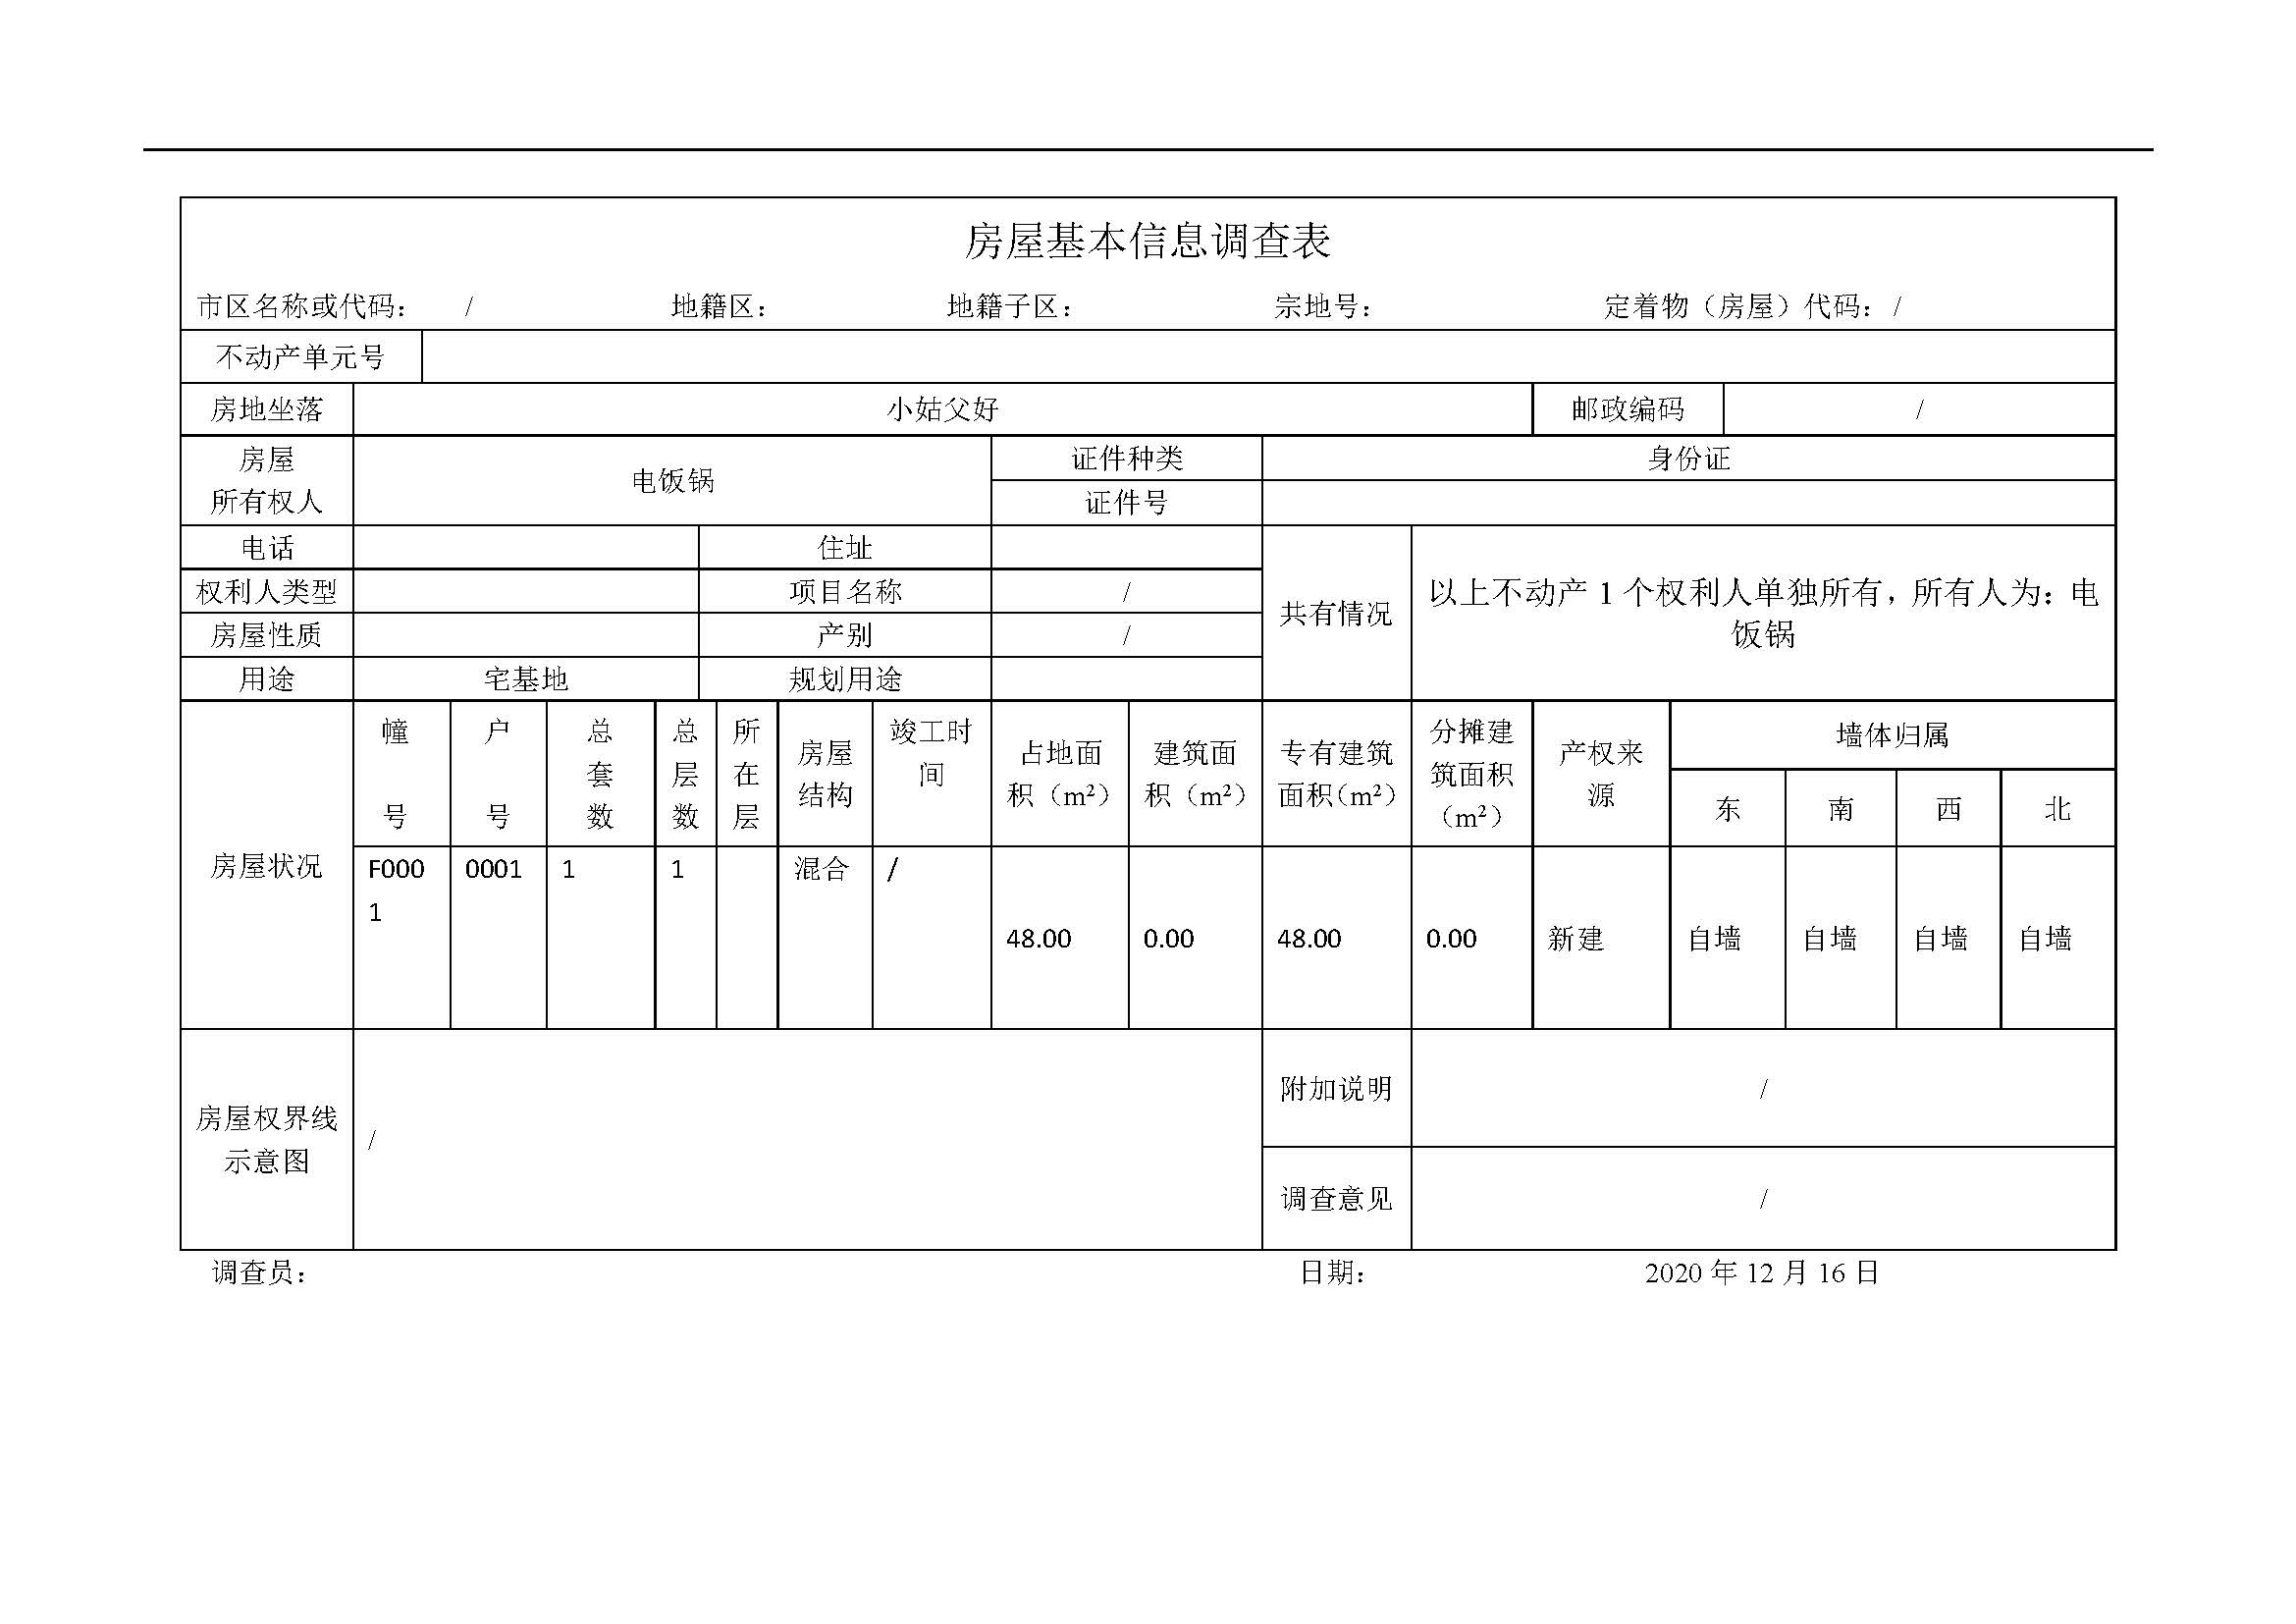 房屋基本信息调查表
市区名称或代码： / 地籍区： 地籍子区： 宗地号： 定着物（房屋）代码：/
不动产单元号
房地坐落 小姑父好 邮政编码 /
房屋
所有权人
电饭锅
证件种类 身份证
证件号
电话 住址
权利人类型 项目名称 /
房屋性质 产别 /
用途 宅基地 规划用途
共有情况
以上不动产 1 个权利人单独所有，所有人为：电
饭锅
房屋状况
幢
号
户
号
总
套
数
总
层
数
所
在
层
房屋
结构
竣工时
间
占地面
积（m²）
建筑面
积（m²）
专有建筑
面积(m²)
分摊建
筑面积
（m²）
产权来
源
墙体归属
东 南 西 北
F000
1
0001 1 1 混合 /
48.00 0.00 48.00 0.00 新建 自墙 自墙 自墙 自墙
房屋权界线
示意图
/
附加说明 /
调查意见 /
调查员： 日期： 2020 年 12 月 16 日